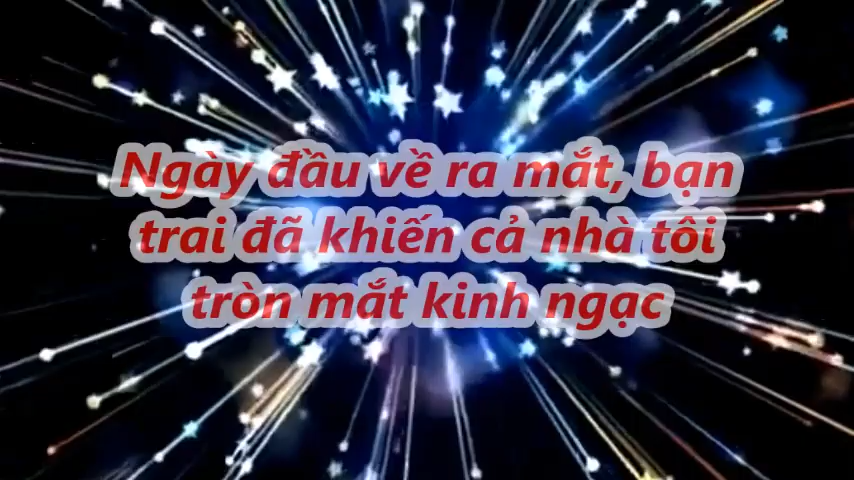 Ngày đầu về ra mắt, bạn
trai đã khiến cả nhà tôi
tròn mắt kinh ngạc